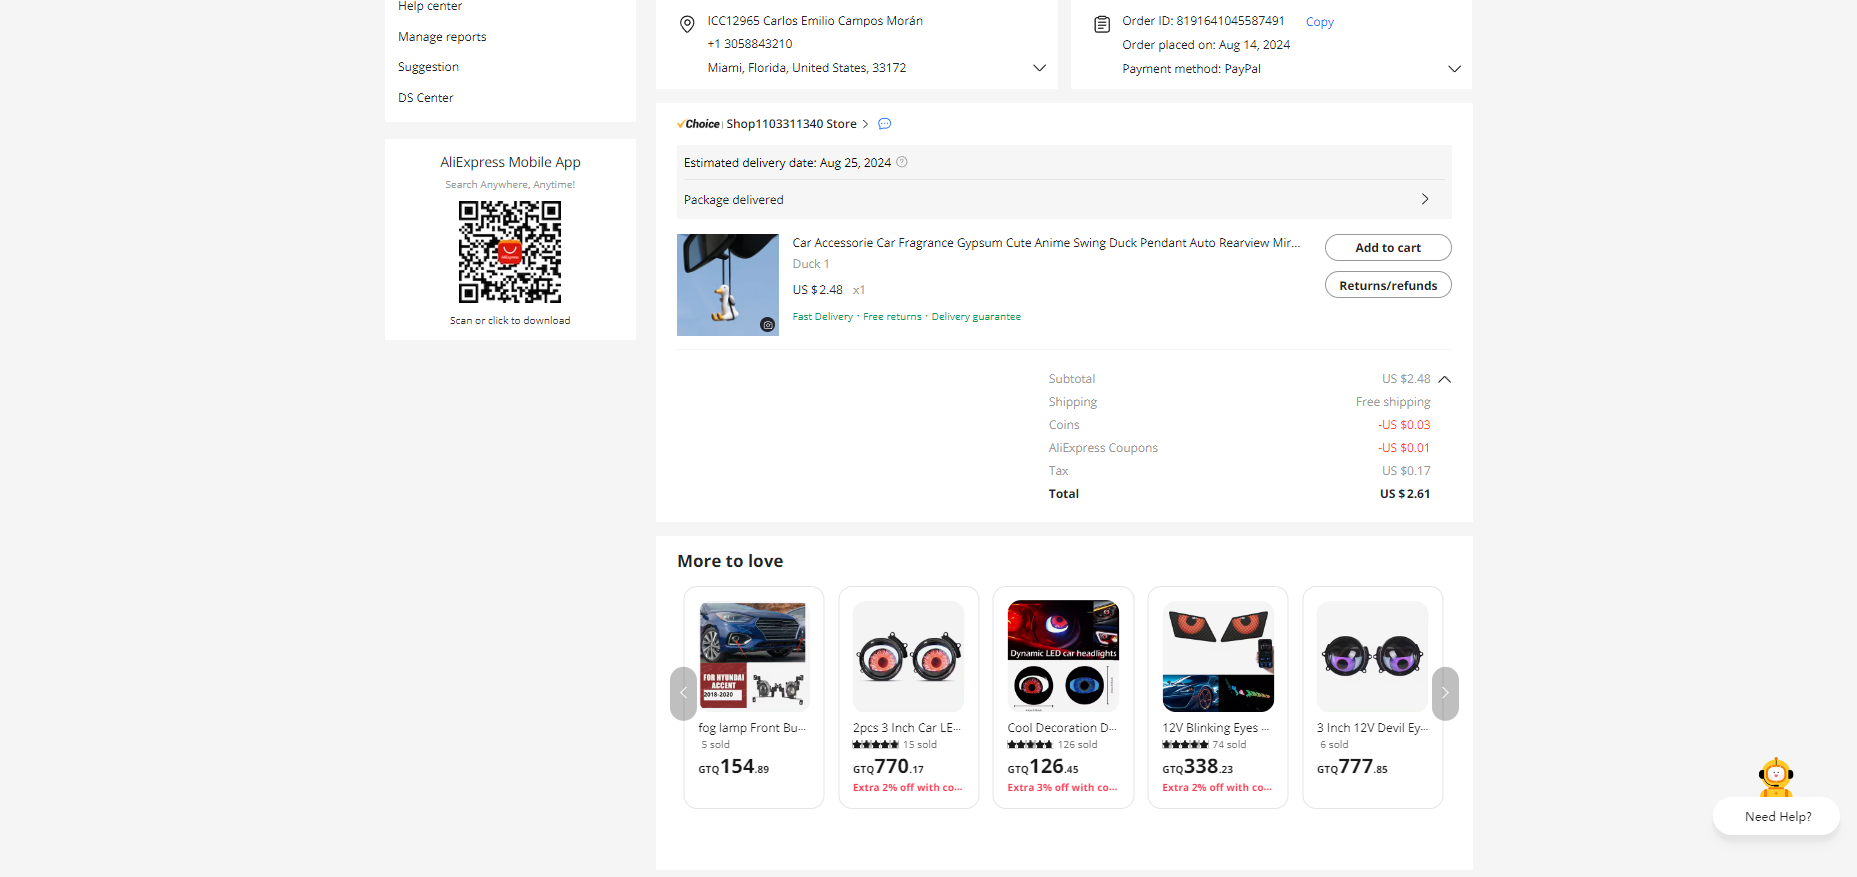 Help center
Manage reports
Suggestion
DS Center
AliExpress Mobile App
Search Anywhere, Anytime!
AliExpress
Scan or click to download
ICC12965 Carlos Emilio Campos Morán
+1 3058843210
Miami, Florida, United States, 33172
Order ID: 8191641045587491 Copy
Order placed on: Aug 14, 2024
Payment method: PayPal
Choice Shop1103311340 Store
Estimated delivery date: Aug 25, 2024
Package delivered
Car Accessorie Car Fragrance Gypsum Cute Anime Swing Duck Pendant Auto Rearview Mir...
Duck 1
US $2.48 x1
Fast Delivery · Free returns · Delivery guarantee
Add to cart
Returns/refunds
Subtotal US $2.48
Shipping Free shipping
Coins -US $0.03
AliExpress Coupons -US $0.01
Tax US $0.17
Total US $2.61
More to love
FOR HYUNDAI
ACCENT
2018-2020
fog lamp Front Bu...
5 sold
GTQ154.89
2pcs 3 Inch Car LE...
15 sold
GTQ770.17
Extra 2% off with co...
Dynamic LED car headlights
Cool Decoration D...
126 sold
GTQ126.45
Extra 3% off with co...
12V Blinking Eyes ...
74 sold
GTQ338.23
Extra 2% off with co...
3 Inch 12V Devil Ey...
6 sold
GTQ777.85
Need Help?